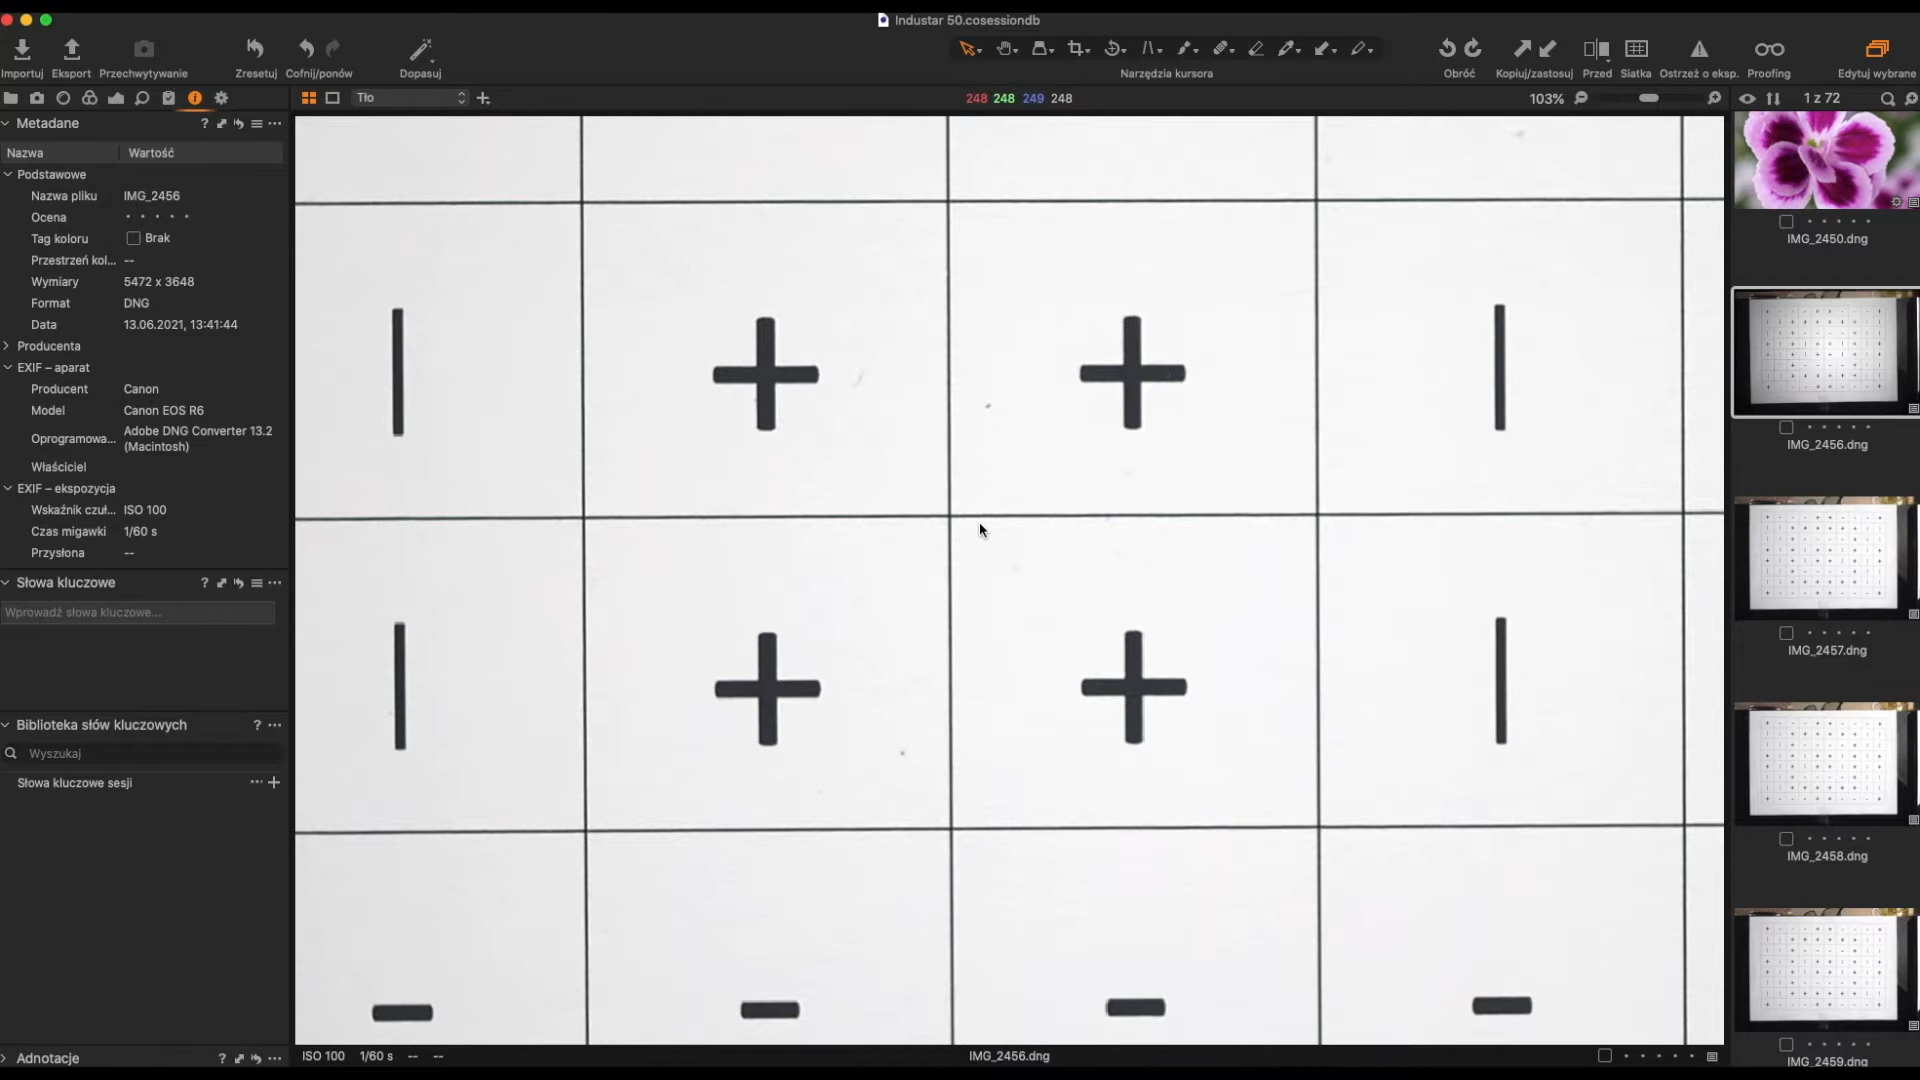 Industar 50.cosessiondb
Importuj Eksport Przechwytywanie Zresetuj Cofnij/ponów Dopasuj Narzędzia kursora Obróć Kopiuj/zastosuj Przed Siatka Ostrzeż o eksp. Proofing Edytuj wybrane
Tło 248 248 249 248 103% 1 z 72
Metadane
Nazwa Wartość
Podstawowe
Nazwa pliku IMG_2456
Ocena
Tag koloru Brak
Przestrzeń kol... --
Wymiary 5472 x 3648
Format DNG
Data 13.06.2021, 13:41:44
Producenta
EXIF – aparat
Producent Canon
Model Canon EOS R6
Oprogramowa... Adobe DNG Converter 13.2
(Macintosh)
Właściciel
EXIF – ekspozycja
Wskaźnik czuł... ISO 100
Czas migawki 1/60 s
Przysłona --
Słowa kluczowe
Wprowadź słowa kluczowe...
Biblioteka słów kluczowych
Wyszukaj
Słowa kluczowe sesji
Adnotacje
ISO 100 1/60 s -- --
IMG_2456.dng
IMG_2450.dng
IMG_2456.dng
IMG_2457.dng
IMG_2458.dng
IMG_2459.dng